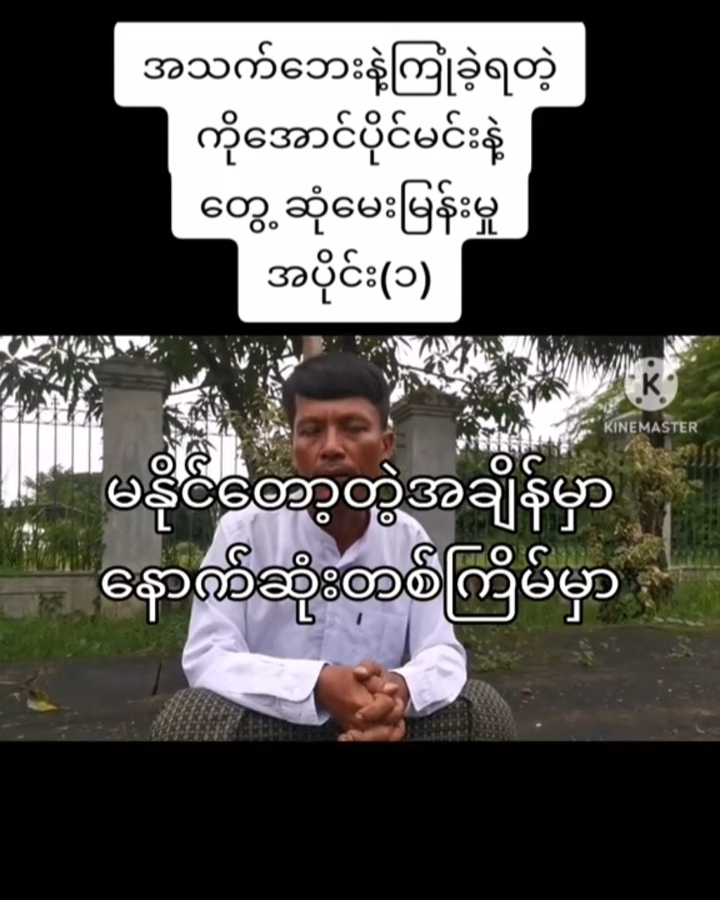 အသက်ဘေးနဲ့ကြုံခဲ့ရတဲ့
ကိုအောင်ပိုင်မင်းနဲ့
တွေ့ ဆုံမေးမြန်းမှု
အပိုင်း(၁)
K
KINEMASTER
မနိုင်တော့တဲ့အချိန်မှာ
နောက်ဆုံးတစ်ကြိမ်မှာ